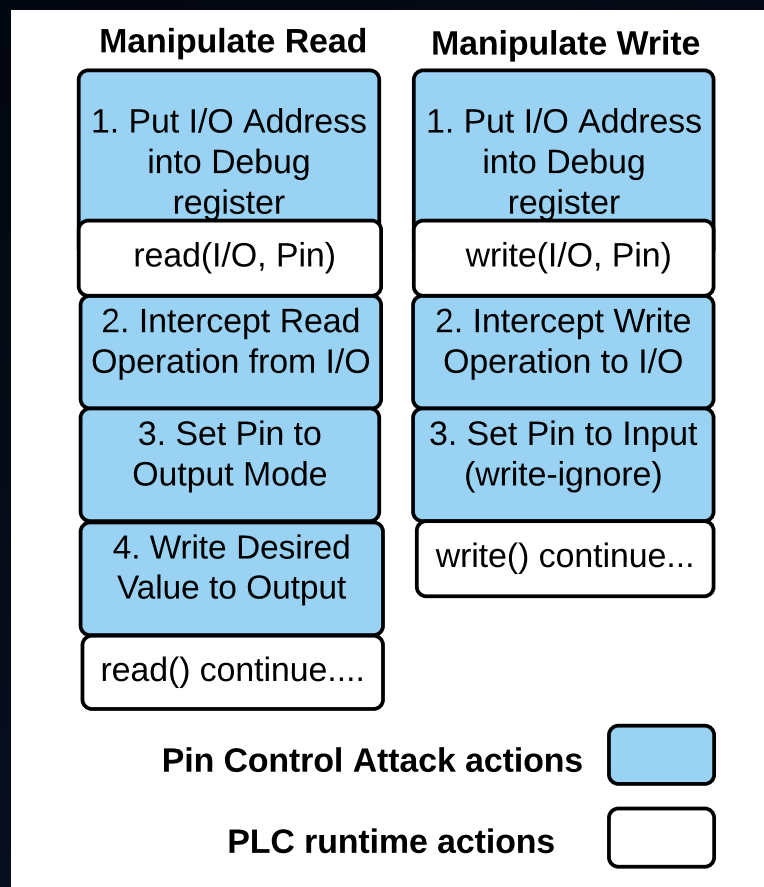 Manipulate Read
1. Put I/O Address
into Debug
register
read(I/O, Pin)
2. Intercept Read
Operation from I/O
3. Set Pin to
Output Mode
4. Write Desired
Value to Output
read() continue....
Manipulate Write
1. Put I/O Address
into Debug
register
write(I/O, Pin)
2. Intercept Write
Operation to I/O
3. Set Pin to Input
(write-ignore)
write() continue...
Pin Control Attack actions
PLC runtime actions